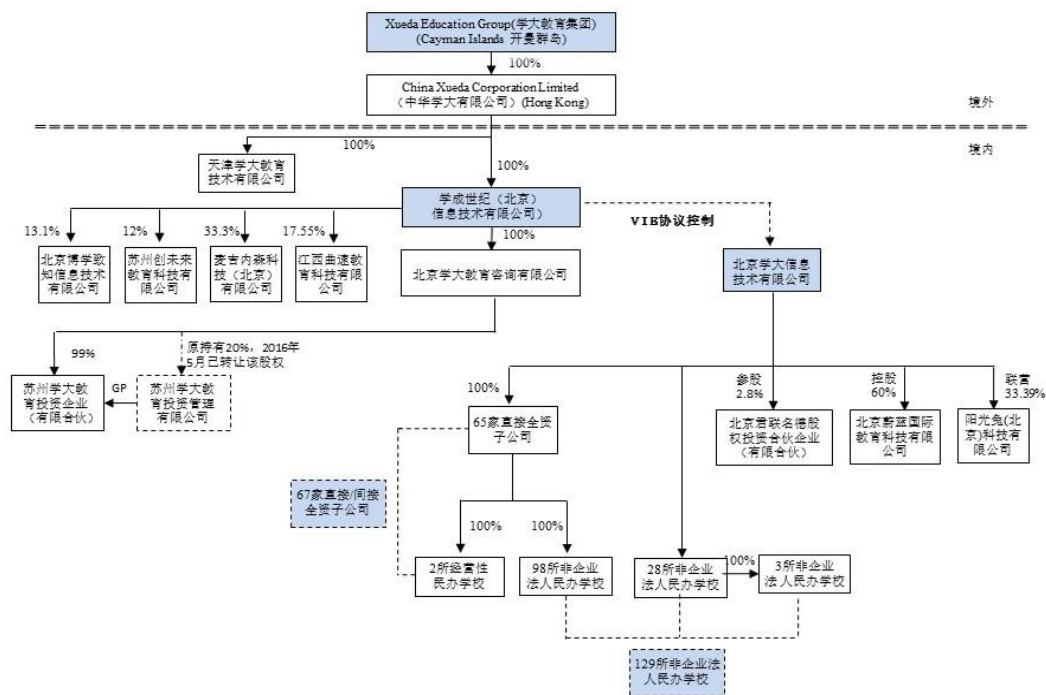 Xueda Education Group(学大教育集团)
(Cayman Islands 开曼群岛)
100%
China Xueda Corporation Limited
（中华学大有限公司）(Hong Kong)
境外
境内
100%
天津学大教育
技术有限公司
100%
学成世纪（北京）
信息技术有限公司）
VIE协议控制
13.1%
12%
33.3%
17.55%
100%
北京博学致
知信息技术
有限公司
苏州创未来
教育科技有
限公司
麦吉内森科
技（北京）
有限公司
江西曲速教
育科技有限
公司
北京学大教育咨询有限公司
北京学大信息
技术有限公司
99%
原持有20%，2016年
5月已转让该股权
苏州学大教
育投资企业
（有限合伙）
GP
苏州学大教
育投资管理
有限公司
100%
参股
2.8%
控股
60%
联营
33.39%
65家直接全资
子公司
北京君联名德股
权投资合伙企业
（有限合伙）
北京蔚蓝国际
教育科技有限
公司
阳光兔(北
京)科技有
限公司
67家直接/间接
全资子公司
100%
100%
2所经营性
民办学校
98所非企业
法人民办学校
28所非企业
法人民办学校
100%
3所非企业
法人民办学校
129所非企业法
人民办学校